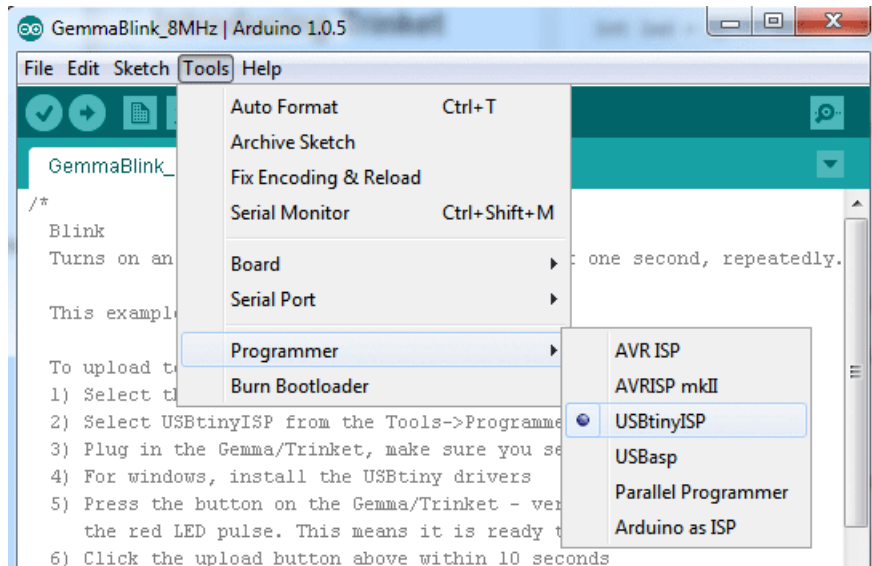 GemmaBlink_8MHz | Arduino 1.0.5
File Edit Sketch Tools Help
Auto Format Ctrl+T
Archive Sketch
Fix Encoding & Reload
Serial Monitor Ctrl+Shift+M
Board
Serial Port
Programmer
Burn Bootloader
AVR ISP
AVRISP mkII
USBtinyISP
USBasp
Parallel Programmer
Arduino as ISP
GemmaBlink_
/*
Blink
Turns on an one second, repeatedly.
This
To upload
1) Select
2) Select USBtinyISP from the Tools->Programme
3) Plug in the Gemma/Trinket, make sure you
4) For windows, install the USBtiny drivers
5) Press the button on the Gemma/Trinket -
the red LED pulse. This means it is ready
6) Click the upload button above within 10 seconds